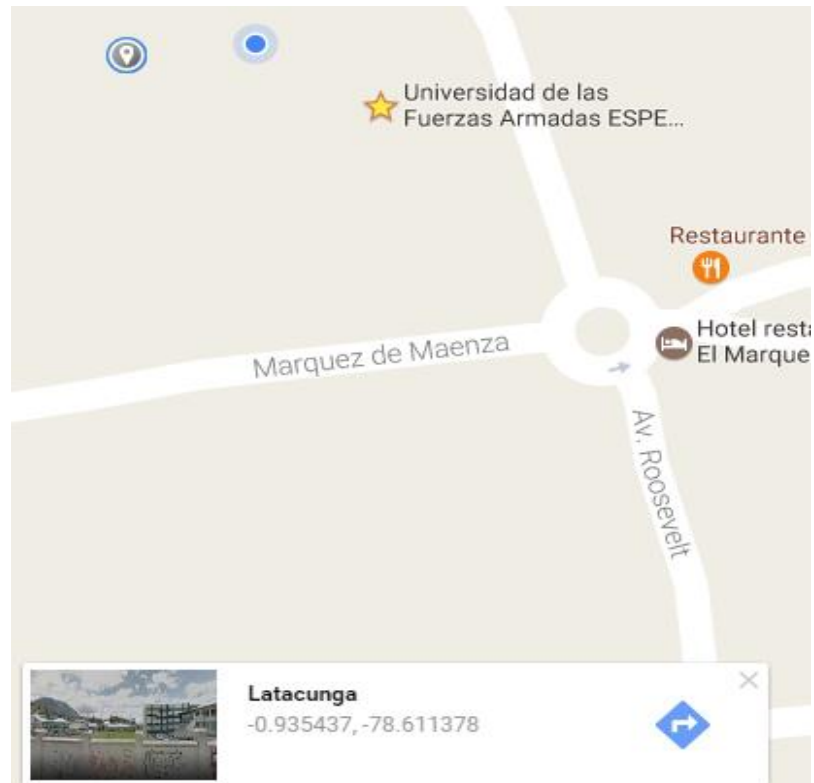 Universidad de las
Fuerzas Armadas ESPE...
Restaurante
Hotel resta
El Marque
Marquez de Maenza
Av. Roosevelt
Latacunga
-0.935437, -78.611378